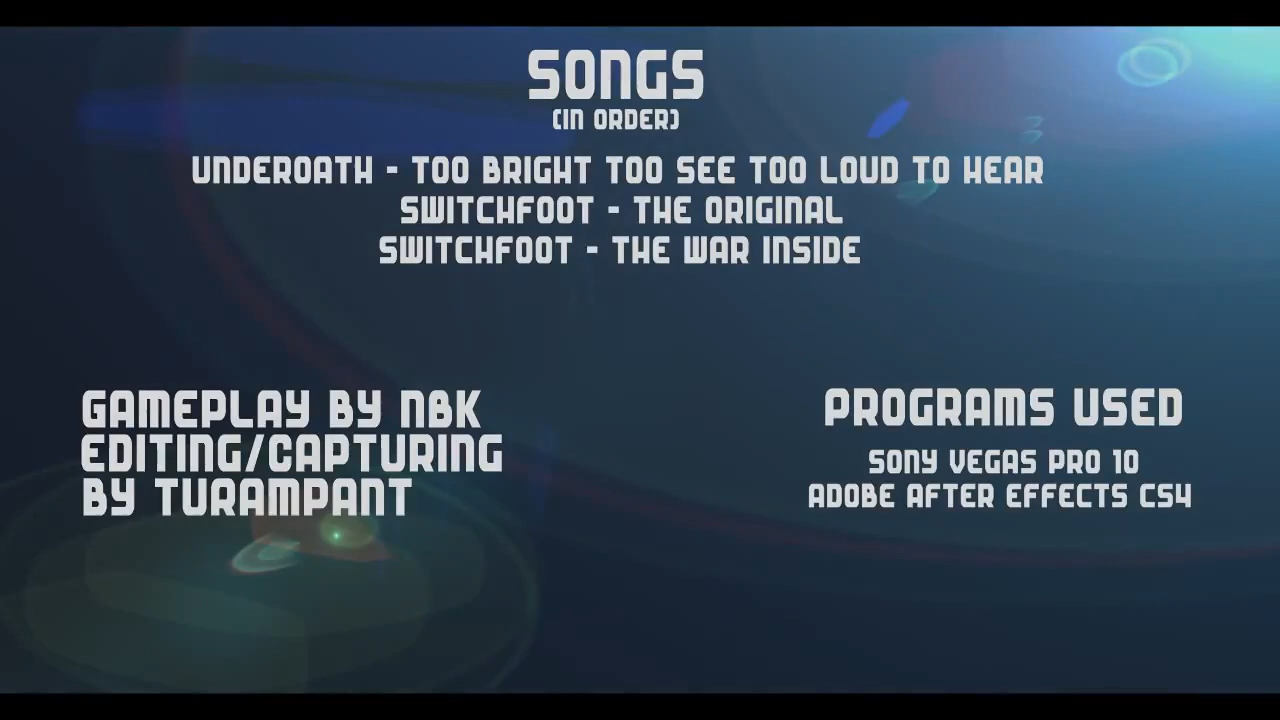 SONGS
(IN ORDER)
UNDEROATH - TOO BRIGHT TOO SEE TOO LOUD TO HEAR
SWITCHFOOT - THE ORIGINAL
SWITCHFOOT - THE WAR INSIDE
GAMEPLAY BY NBK
EDITING/CAPTURING
BY TURAMPANT
PROGRAMS USED
SONY VEGAS PRO 10
ADOBE AFTER EFFECTS CS4